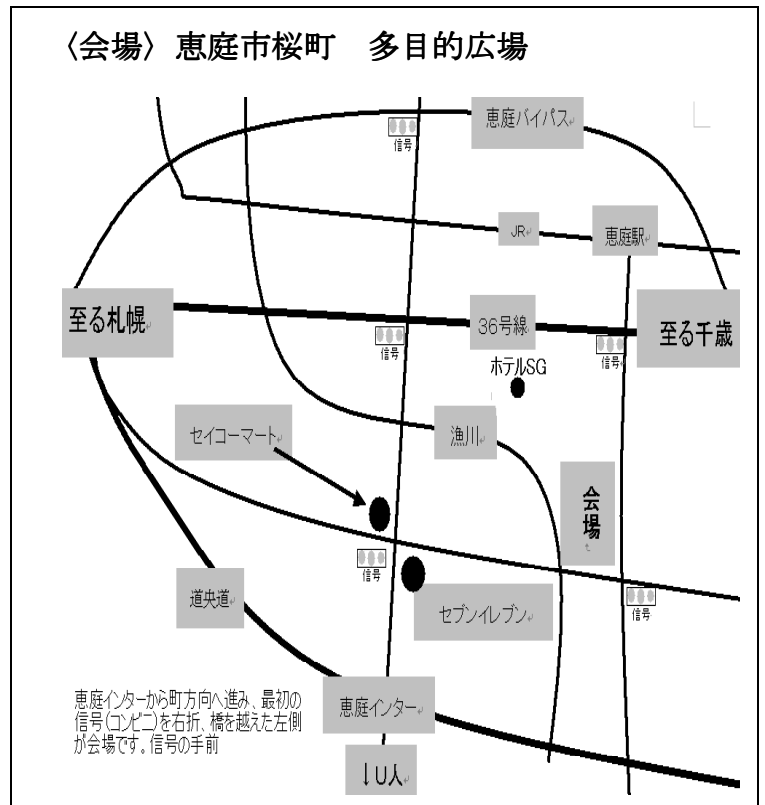 〈会場〉恵庭市桜町　多目的広場
恵庭バイパス
信号
JR
恵庭駅
至る札幌
36号線
至る千歳
信号
信号
ホテルSG
セイコーマート
漁川
会場
信号
道央道
セブンイレブン
信号
恵庭インター
恵庭インターから町方向へ進み、最初の
信号(コンビニ)を右折、橋を越えた左側
が会場です。信号の手前
↓U人